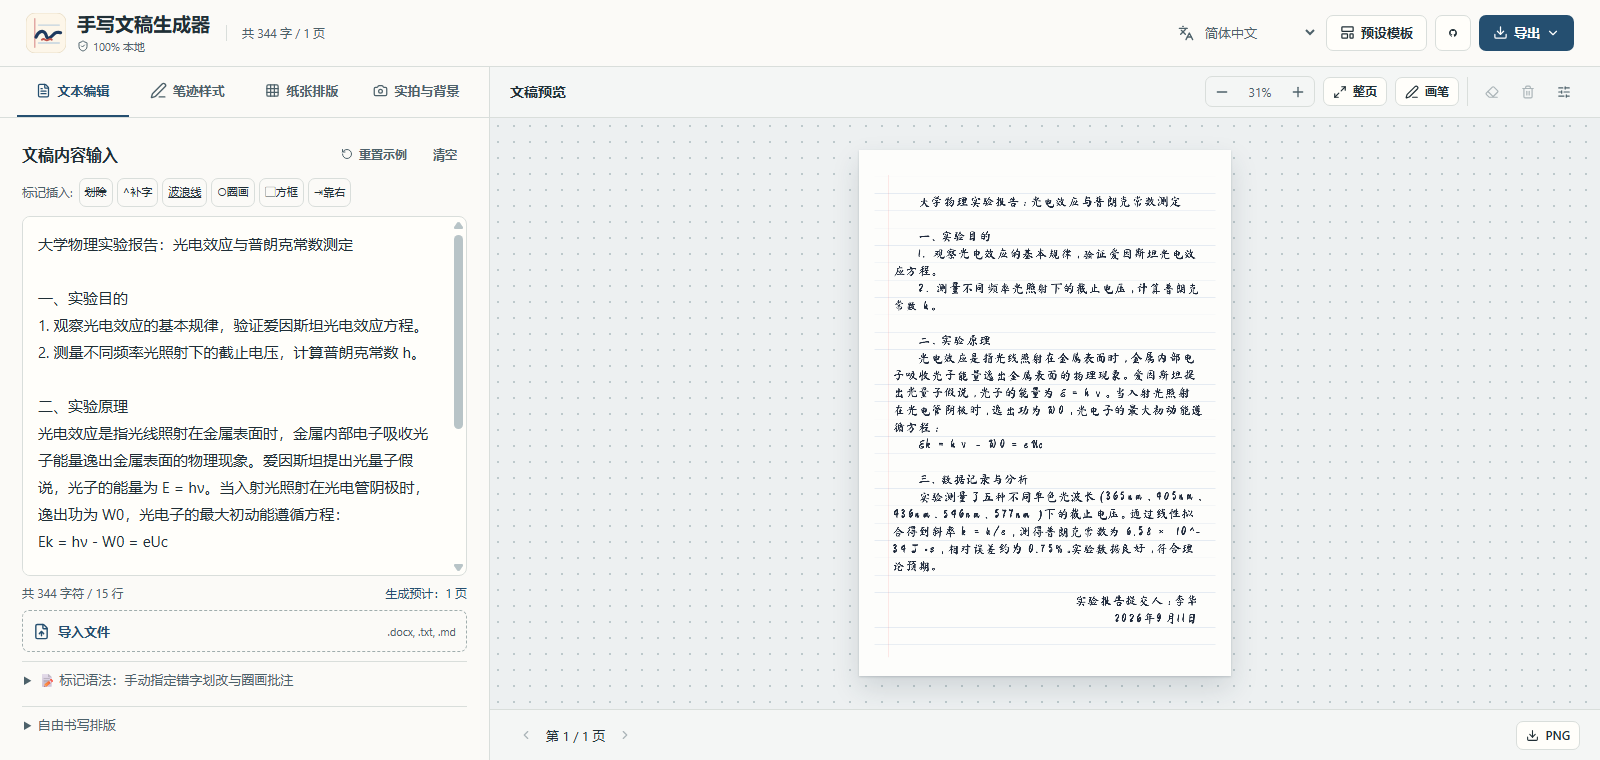 手写文稿生成器
100% 本地
共 344 字 / 1 页
简体中文
预设模板
导出
文本编辑
笔迹样式
纸张排版
实拍与背景
文稿预览
31%
整页
画笔
文稿内容输入
重置示例
清空
标记插入:
划除
^补字
波浪线
圈画
方框
⇥靠右
大学物理实验报告：光电效应与普朗克常数测定
一、实验目的
1. 观察光电效应的基本规律，验证爱因斯坦光电效应方程。
2. 测量不同频率光照射下的截止电压，计算普朗克常数 h。
二、实验原理
光电效应是指光线照射在金属表面时，金属内部电子吸收光
子能量逸出金属表面的物理现象。爱因斯坦提出光量子假
说，光子的能量为 E = hν。当入射光照射在光电管阴极时，
逸出功为 W0，光电子的最大初动能遵循方程：
Ek = hν - W0 = eUc
共 344 字符 / 15 行
生成预计：1 页
导入文件
.docx, .txt, .md
标记语法：手动指定错字划改与圈画批注
自由书写排版
大学物理实验报告：光电效应与普朗克常数测定
一、实验目的
1. 观察光电效应的基本规律，验证爱因斯坦光电效
应方程。
2. 测量不同频率光照射下的截止电压，计算普朗克
常数 h。
二、实验原理
光电效应是指光线照射在金属表面时，金属内部电
子吸收光子能量逸出金属表面的物理现象。爱因斯坦提
出光量子假说，光子的能量为 E = hν。当入射光照射
在光电管阴极时，逸出功为 W0，光电子的最大初动能遵
循方程：
Ek = hν - W0 = eUc
三、数据记录与分析
实验测量了五种不同单色光波长 (365nm、405nm、
436nm、546nm、577nm )下的截止电压。通过线性拟
合得到斜率 k = h/e，测得普朗克常数为 6.58 × 10^-
34 J·s，相对误差约为 0.75%。实验数据良好，符合理
论预期。
实验报告提交人：李华
2026年9月11日
第 1 / 1 页
PNG